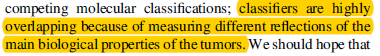 competing molecular classifications; classifiers are highly
overlapping because of measuring different reflections of the
main biological properties of the tumors. We should hope that